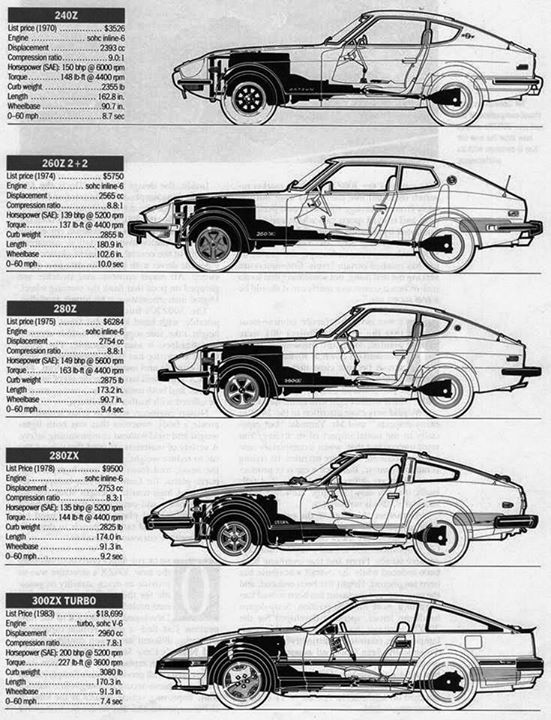 240Z
List price (1970) ................... $3526
Engine ..................... sohc inline-6
Displacement ................ 2393 cc
Compression ratio ............... 9.0:1
Horsepower (SAE): 150 bhp @ 6000 rpm
Torque ........... 148 lb-ft @ 4400 rpm
Curb weight ..................... 2355 lb
Length ........................ 162.8 in.
Wheelbase .................... 90.7 in.
0–60 mph ...................... 8.7 sec
DATSUN
260Z 2+2
List price (1974) ................ $5750
Engine .................. sohc inline-6
Displacement ................ 2565 cc
Compression ratio .............. 8.8:1
Horsepower (SAE): 139 bhp @ 5200 rpm
Torque ........... 137 lb-ft @ 4400 rpm
Curb weight .................... 2855 lb
Length ........................ 180.9 in.
Wheelbase ................... 102.6 in.
0–60 mph ..................... 10.0 sec
260Z
280Z
List price (1975) ................ $6284
Engine .................. sohc inline-6
Displacement ................ 2754 cc
Compression ratio .............. 8.8:1
Horsepower (SAE): 149 bhp @ 5600 rpm
Torque ........... 163 lb-ft @ 4400 rpm
Curb weight .................... 2875 lb
Length ........................ 173.2 in.
Wheelbase .................... 90.7 in.
0–60 mph ...................... 9.4 sec
280ZX
List Price (1978) ................ $9500
Engine .................. sohc inline-6
Displacement ................ 2753 cc
Compression ratio .............. 8.3:1
Horsepower (SAE): 135 bhp @ 5200 rpm
Torque ........... 144 lb-ft @ 4400 rpm
Curb weight .................... 2825 lb
Length ........................ 174.0 in.
Wheelbase .................... 91.3 in.
0–60 mph ...................... 9.2 sec
300ZX TURBO
List Price (1983) .............. $18,699
Engine ............. turbo, sohc V-6
Displacement ................ 2960 cc
Compression ratio .............. 7.8:1
Horsepower (SAE): 200 bhp @ 5200 rpm
Torque ........... 227 lb-ft @ 3600 rpm
Curb weight .................... 3080 lb
Length ........................ 170.3 in.
Wheelbase .................... 91.3 in.
0–60 mph ...................... 7.4 sec